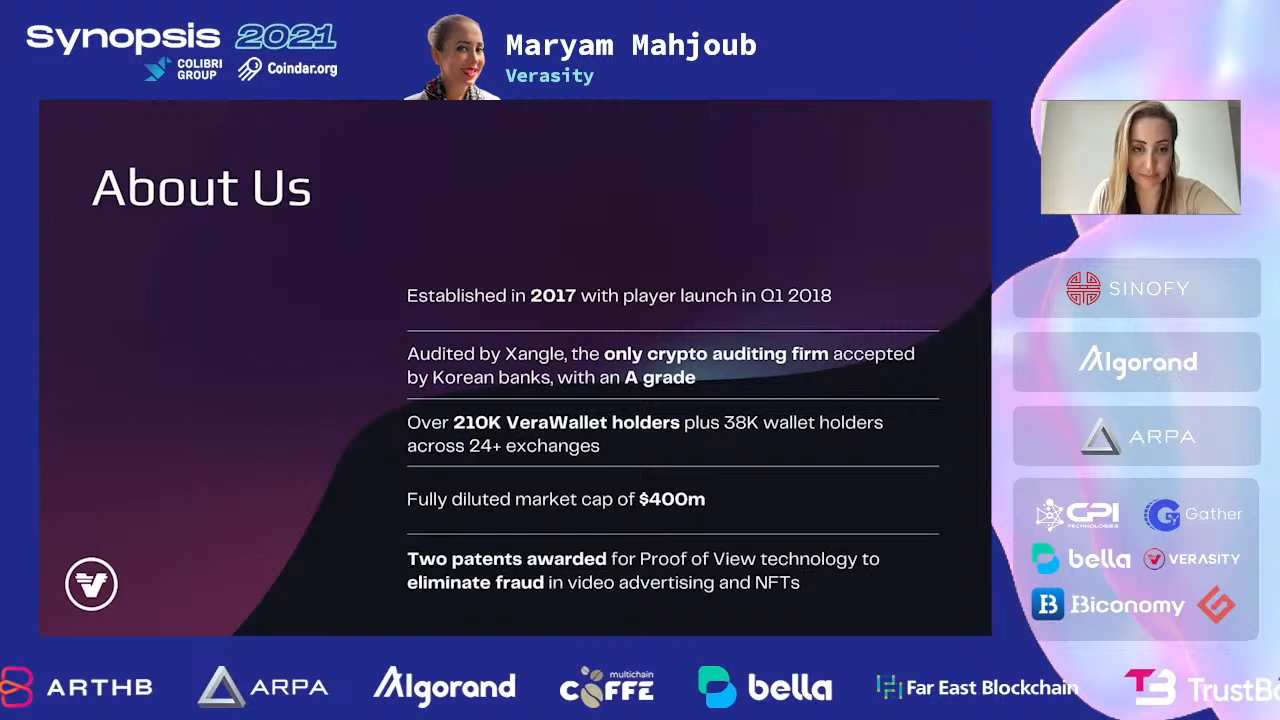 Synopsis 2021
COLIBRI
GROUP
Coindar.org
Maryam Mahjoub
Verasity
About Us
Established in 2017 with player launch in Q1 2018
Audited by Xangle, the only crypto auditing firm accepted
by Korean banks, with an A grade
Over 210K VeraWallet holders plus 38K wallet holders
across 24+ exchanges
Fully diluted market cap of $400m
Two patents awarded for Proof of View technology to
eliminate fraud in video advertising and NFTs
SINOFY
Algorand
ARPA
CPI
TECHNOLOGIES
Gather
bella
VERASITY
Biconomy
ARTHB
ARPA
Algorand
multichain
COFFE
bella
Far East Blockchain